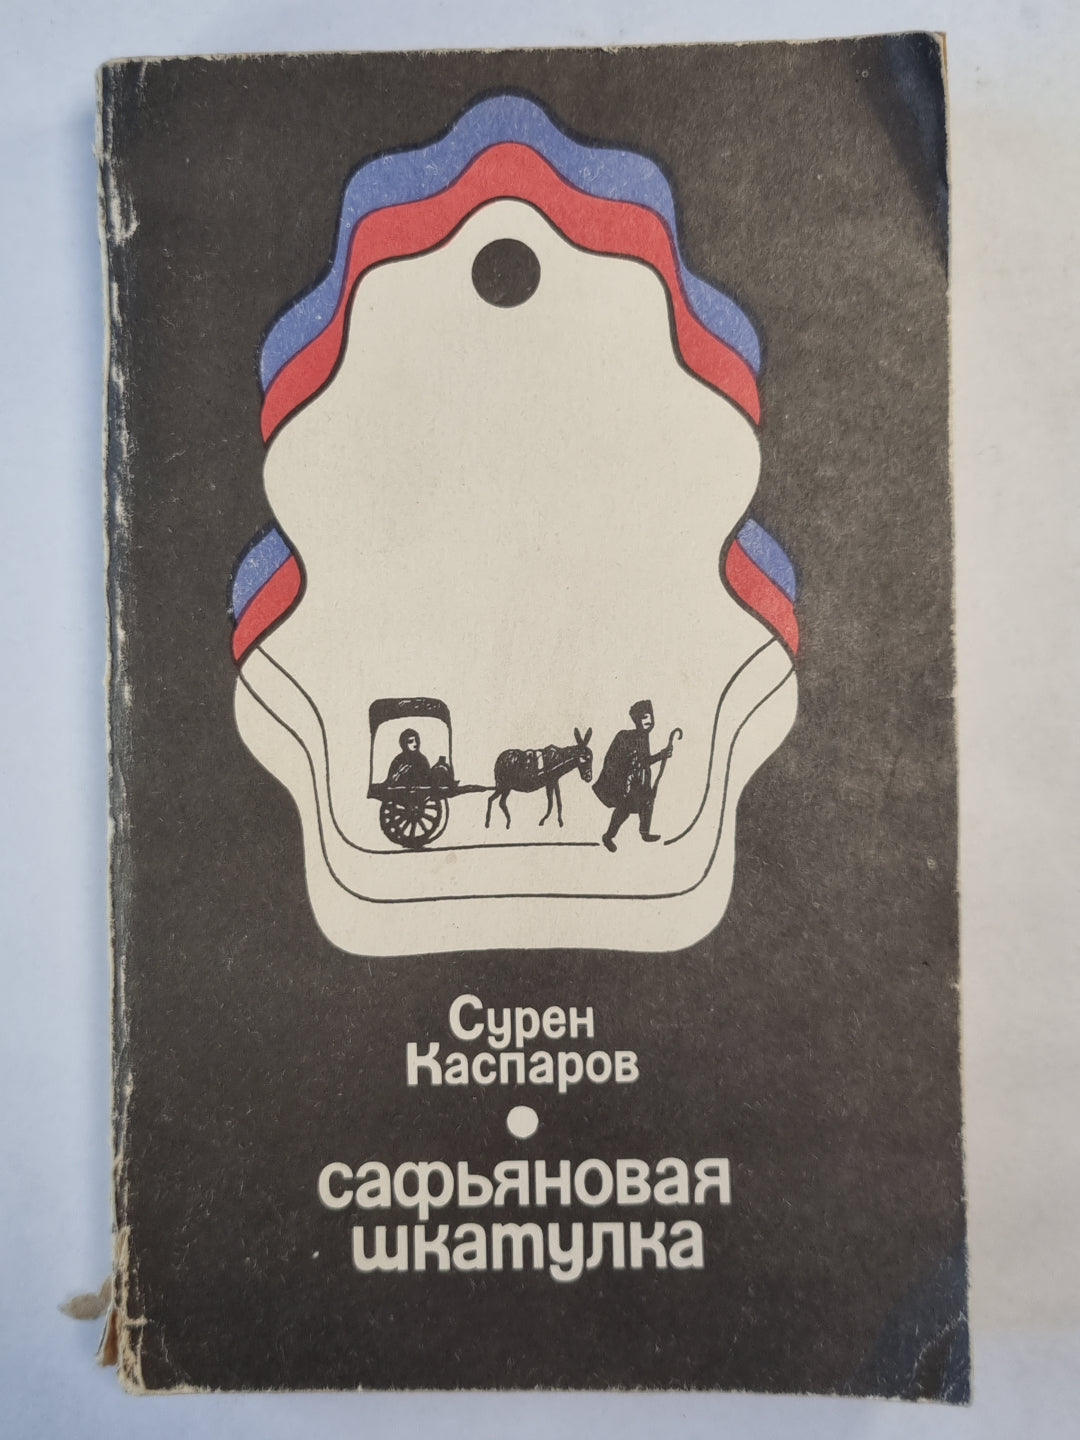 Сурен
Каспаров
сафьяновая
шкатулка